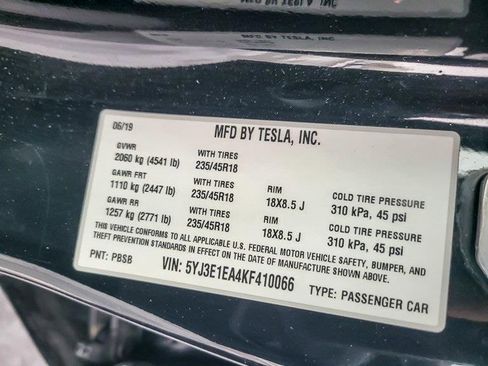 06/19 MFD BY TESLA, INC.
GVWR
2060 kg (4541 lb) WITH TIRES
GAWR FRT 235/45R18 RIM COLD TIRE PRESSURE
1110 kg (2447 lb) WITH TIRES 18X8.5 J 310 kPa, 45 psi
GAWR RR 235/45R18 RIM COLD TIRE PRESSURE
1257 kg (2771 lb) 18X8.5 J 310 kPa, 45 psi
THIS VEHICLE CONFORMS TO ALL APPLICABLE U.S. FEDERAL MOTOR VEHICLE SAFETY, BUMPER, AND
THEFT PREVENTION STANDARDS IN EFFECT ON THE DATE OF MANUFACTURE SHOWN ABOVE.
PNT: PBSB VIN: 5YJ3E1EA4KF410066 TYPE: PASSENGER CAR